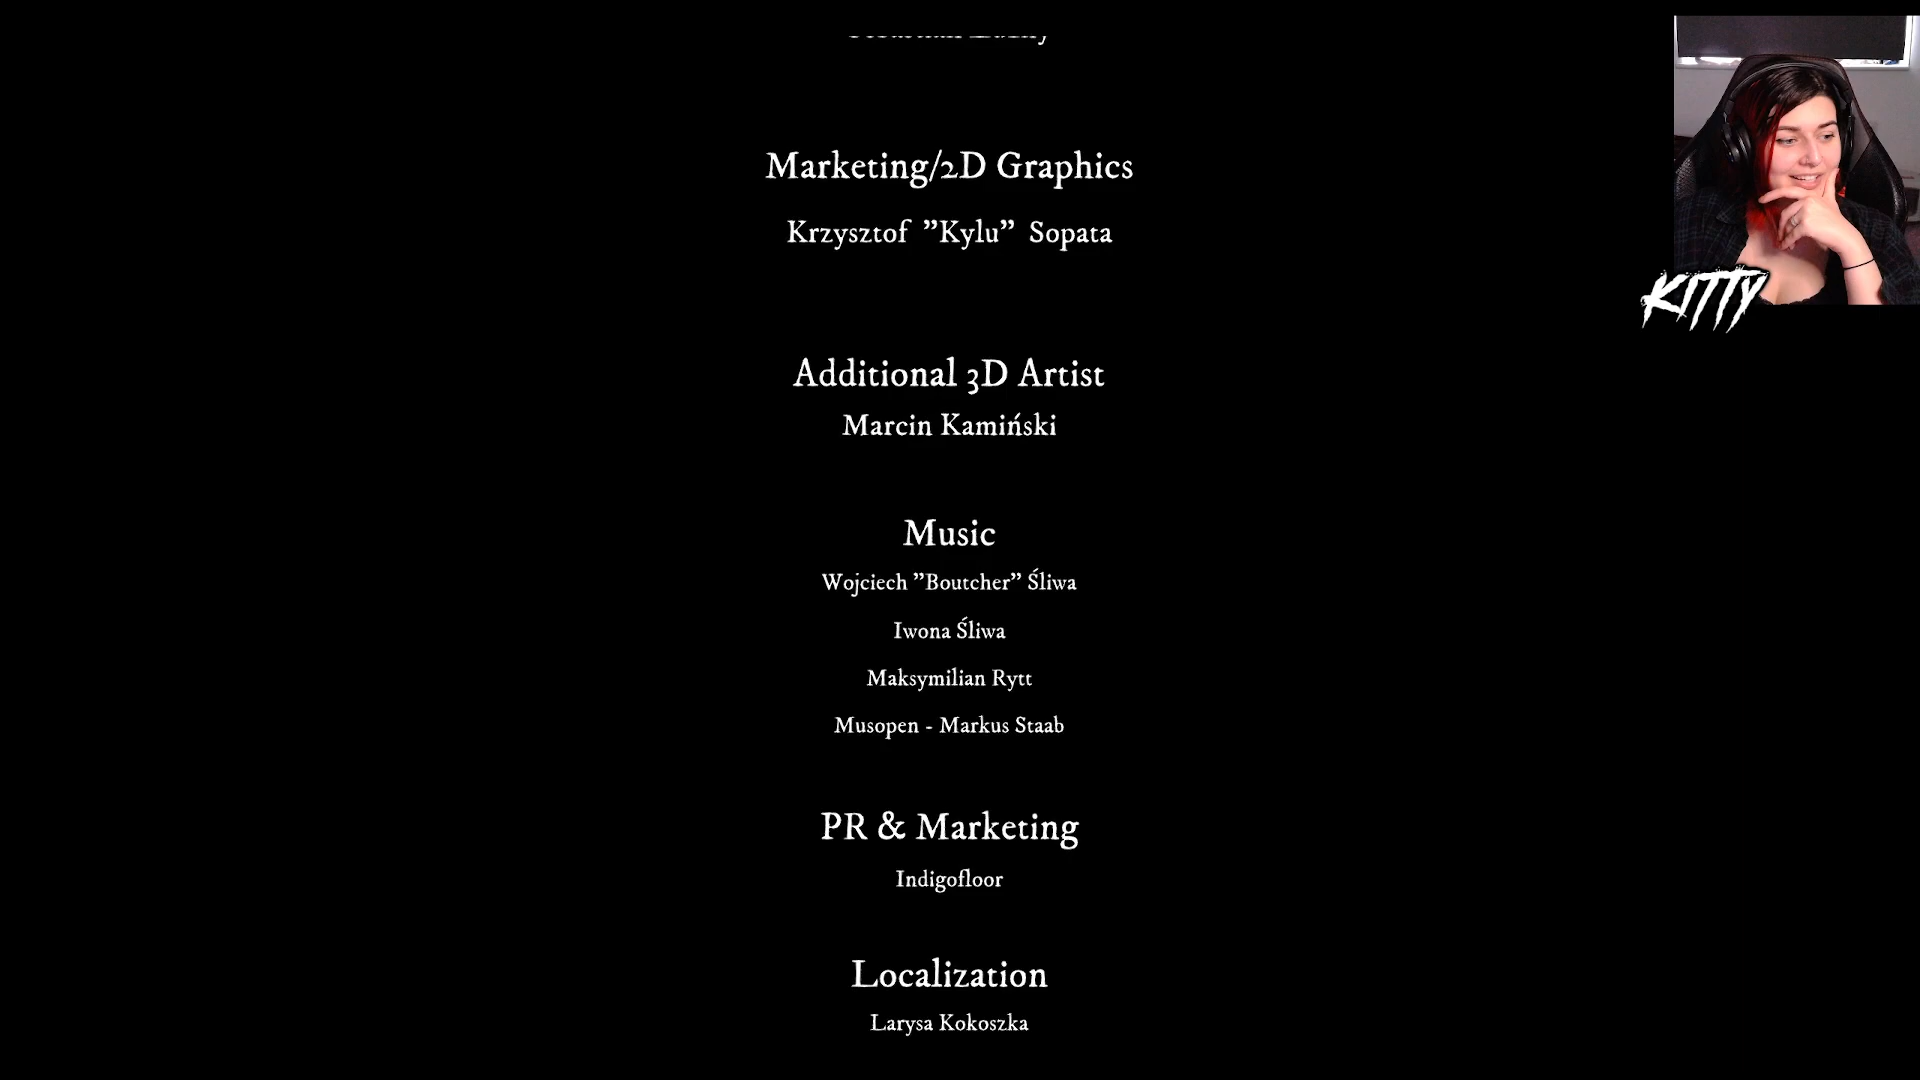 Marketing/2D Graphics
Krzysztof ”Kylu” Sopata
Additional 3D Artist
Marcin Kamiński
Music
Wojciech ”Boutcher” Śliwa
Iwona Śliwa
Maksymilian Rytt
Musopen - Markus Staab
PR & Marketing
Indigofloor
Localization
Larysa Kokoszka
KITTY